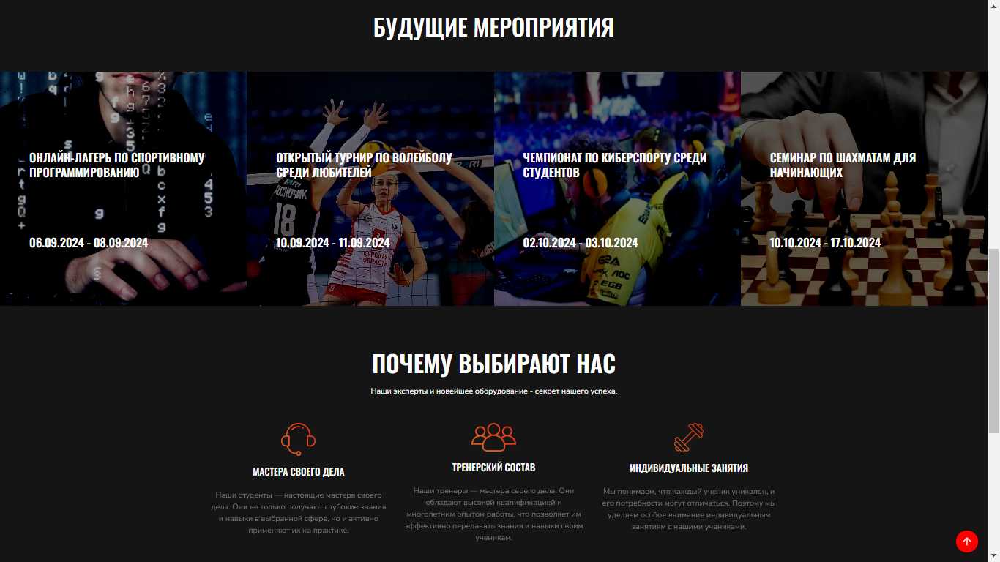 БУДУЩИЕ МЕРОПРИЯТИЯ
ОНЛАЙН-ЛАГЕРЬ ПО СПОРТИВНОМУ
ПРОГРАММИРОВАНИЮ
06.09.2024 - 08.09.2024
ОТКРЫТЫЙ ТУРНИР ПО ВОЛЕЙБОЛУ
СРЕДИ ЛЮБИТЕЛЕЙ
18
КУРСКАЯ
ОБЛАСТЬ
10.09.2024 - 11.09.2024
ЧЕМПИОНАТ ПО КИБЕРСПОРТУ СРЕДИ
СТУДЕНТОВ
02.10.2024 - 03.10.2024
G2A
EGB
twitch
СЕМИНАР ПО ШАХМАТАМ ДЛЯ
НАЧИНАЮЩИХ
10.10.2024 - 17.10.2024
ПОЧЕМУ ВЫБИРАЮТ НАС
Наши эксперты и новейшее оборудование - секрет нашего успеха.
МАСТЕРА СВОЕГО ДЕЛА
Наши студенты — настоящие мастера своего
дела. Они не только получают глубокие знания
и навыки в выбранной сфере, но и активно
применяют их на практике.
ТРЕНЕРСКИЙ СОСТАВ
Наши тренеры — мастера своего дела. Они
обладают высокой квалификацией и
многолетним опытом работы, что позволяет им
эффективно передавать знания и навыки своим
ученикам.
ИНДИВИДУАЛЬНЫЕ ЗАНЯТИЯ
Мы понимаем, что каждый ученик уникален, и
его потребности могут отличаться. Поэтому мы
уделяем особое внимание индивидуальным
занятиям с нашими учениками.